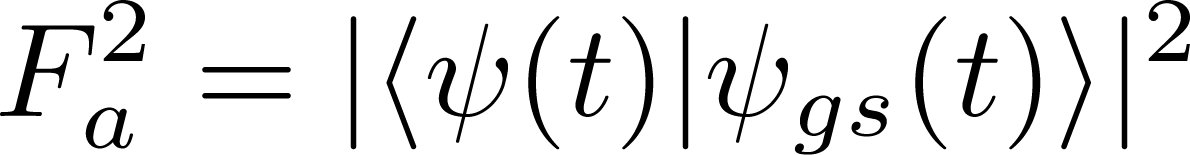 $F_a^2 = |\langle \psi(t) | \psi_{gs}(t) \rangle|^2$